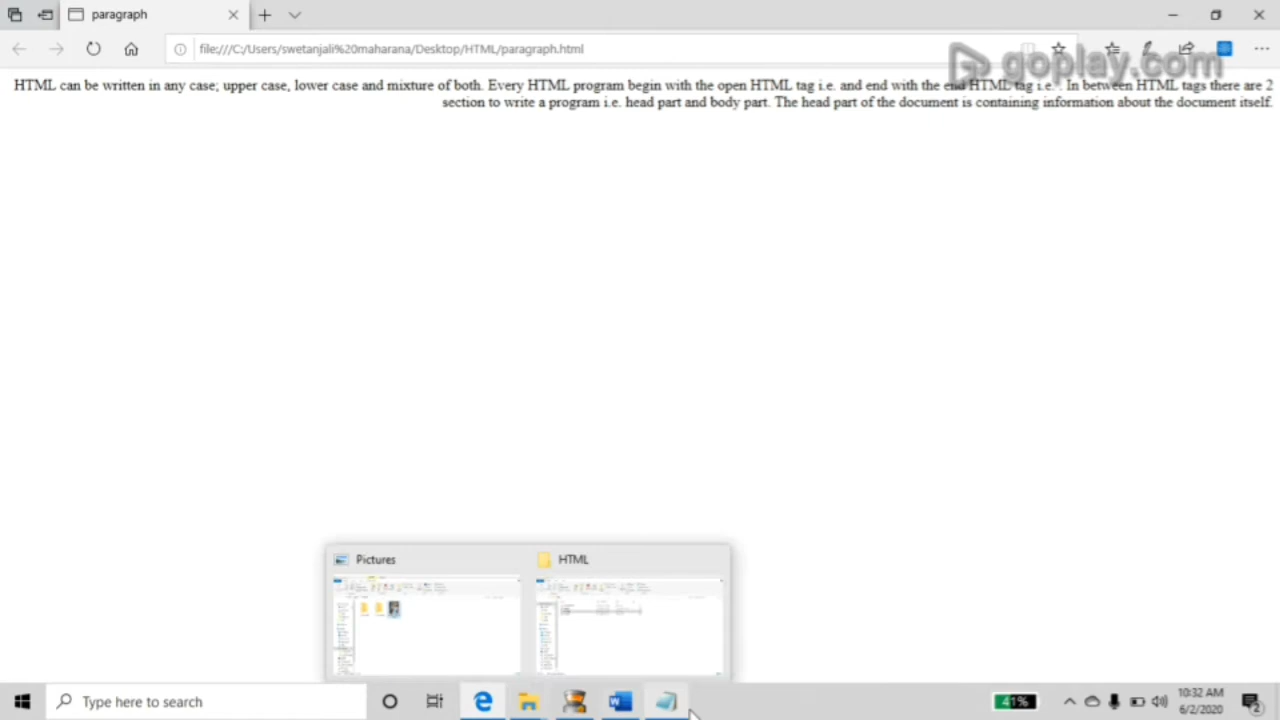 paragraph
file:///C:/Users/swetanjali%20maharana/Desktop/HTML/paragraph.html
goplay.com
HTML can be written in any case; upper case, lower case and mixture of both. Every HTML program begin with the open HTML tag i.e. and end with the end HTML tag i.e. . In between HTML tags there are 2
section to write a program i.e. head part and body part. The head part of the document is containing information about the document itself.
Pictures
HTML
Type here to search
41%
10:32 AM
6/2/2020
2